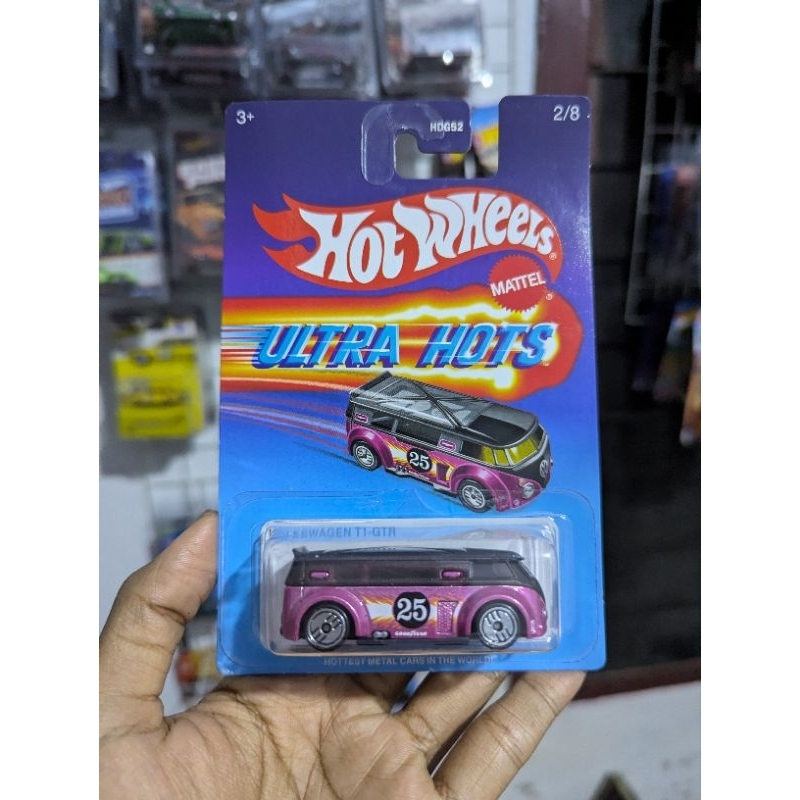 3+
HDG52
2/8
Hot Wheels
MATTEL
ULTRA HOTS
25
VOLKSWAGEN T1-GTR
25
GOODYEAR
HOTTEST METAL CARS IN THE WORLD